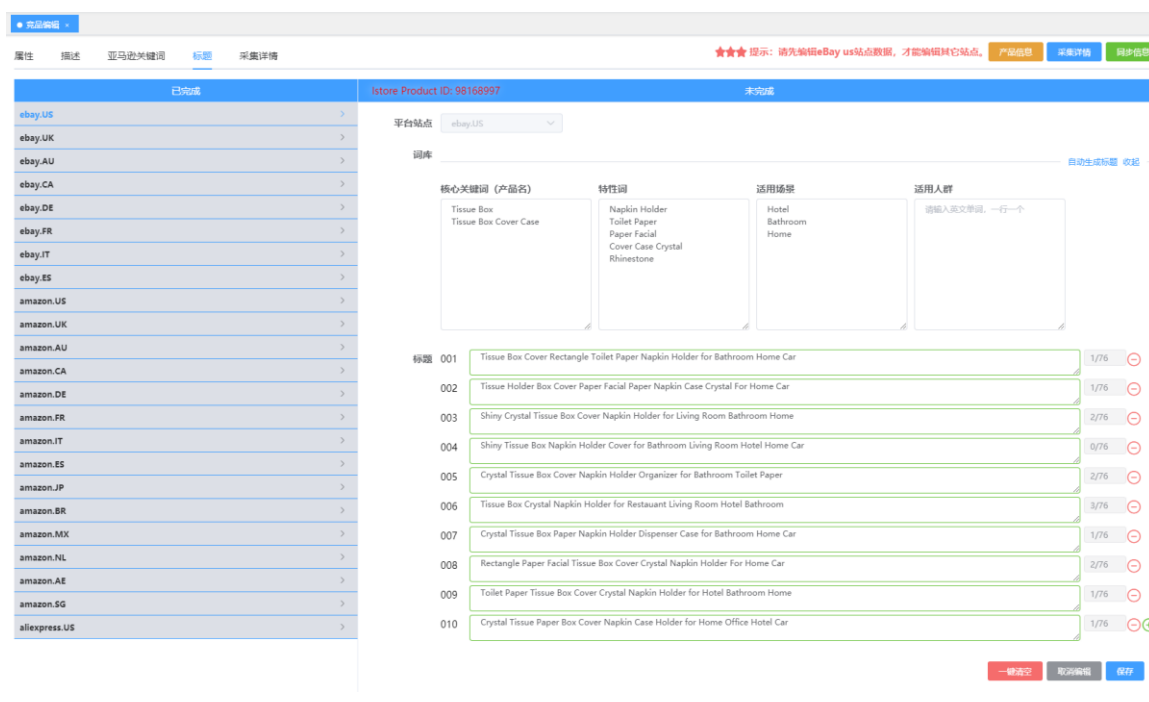 竞品编辑 ×
属性 描述 亚马逊关键词 标题 采集详情 ★★★ 提示：请先编辑eBay us站点数据，才能编辑其它站点。 产品信息 采集详情 同步信息
已完成 Istore Product ID: 98168997 未完成
ebay.US
ebay.UK
ebay.AU
ebay.CA
ebay.DE
ebay.FR
ebay.IT
ebay.ES
amazon.US
amazon.UK
amazon.AU
amazon.CA
amazon.DE
amazon.FR
amazon.IT
amazon.ES
amazon.JP
amazon.BR
amazon.MX
amazon.NL
amazon.AE
amazon.SG
aliexpress.US
平台站点 ebay.US
词库 自动生成标题 收起
核心关键词（产品名）
Tissue Box
Tissue Box Cover Case
特性词
Napkin Holder
Toilet Paper
Paper Facial
Cover Case Crystal
Rhinestone
适用场景
Hotel
Bathroom
Home
适用人群
请输入英文单词，一行一个
标题 001 Tissue Box Cover Rectangle Toilet Paper Napkin Holder for Bathroom Home Car 1/76
002 Tissue Holder Box Cover Paper Facial Paper Napkin Case Crystal For Home Car 1/76
003 Shiny Crystal Tissue Box Cover Napkin Holder for Living Room Bathroom Home 2/76
004 Shiny Tissue Box Napkin Holder Cover for Bathroom Living Room Hotel Home Car 0/76
005 Crystal Tissue Box Cover Napkin Holder Organizer for Bathroom Toilet Paper 2/76
006 Tissue Box Crystal Napkin Holder for Restauant Living Room Hotel Bathroom 3/76
007 Crystal Tissue Box Paper Napkin Holder Dispenser Case for Bathroom Home Car 1/76
008 Rectangle Paper Facial Tissue Box Cover Crystal Napkin Holder For Home Car 2/76
009 Toilet Paper Tissue Box Cover Crystal Napkin Holder for Hotel Bathroom Home 1/76
010 Crystal Tissue Paper Box Cover Napkin Case Holder for Home Office Hotel Car 1/76
一键清空 取消编辑 保存